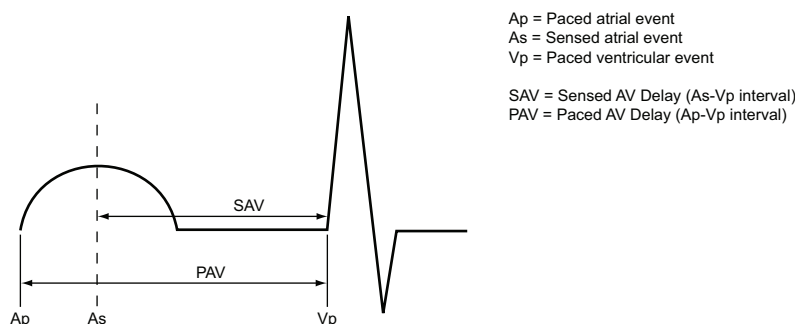 Ap = Paced atrial event
As = Sensed atrial event
Vp = Paced ventricular event
SAV = Sensed AV Delay (As-Vp interval)
PAV = Paced AV Delay (Ap-Vp interval)
SAV
PAV
Ap
As
Vp